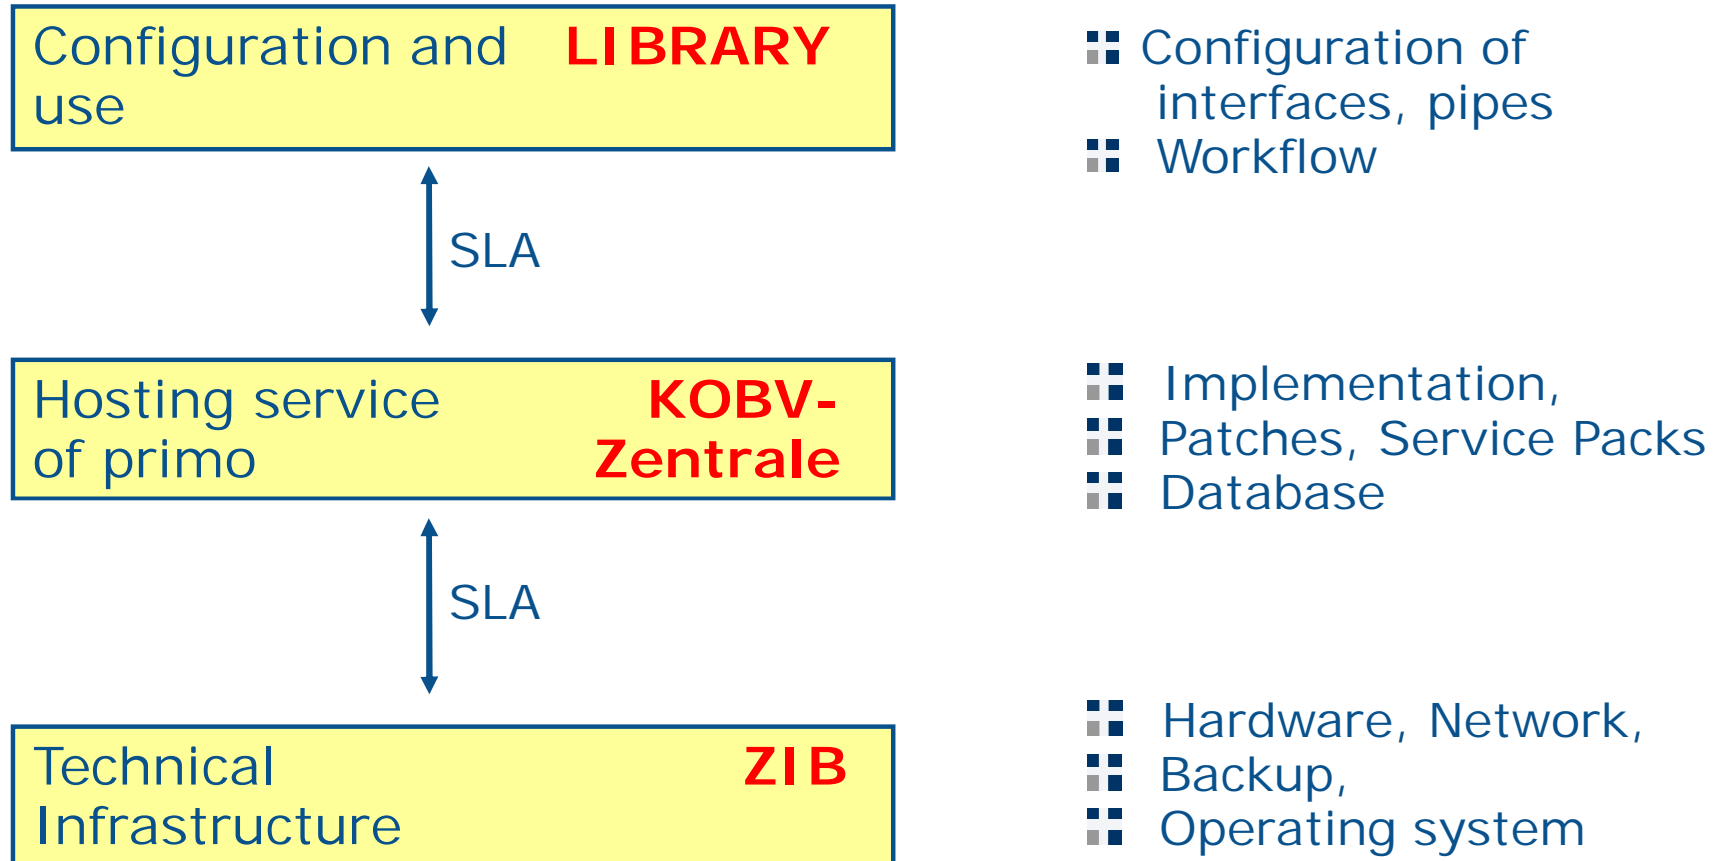 Configuration and LIBRARY
use
Configuration of
interfaces, pipes
Workflow
SLA
Hosting service KOBV-
of primo Zentrale
Implementation,
Patches, Service Packs
Database
SLA
Technical ZIB
Infrastructure
Hardware, Network,
Backup,
Operating system